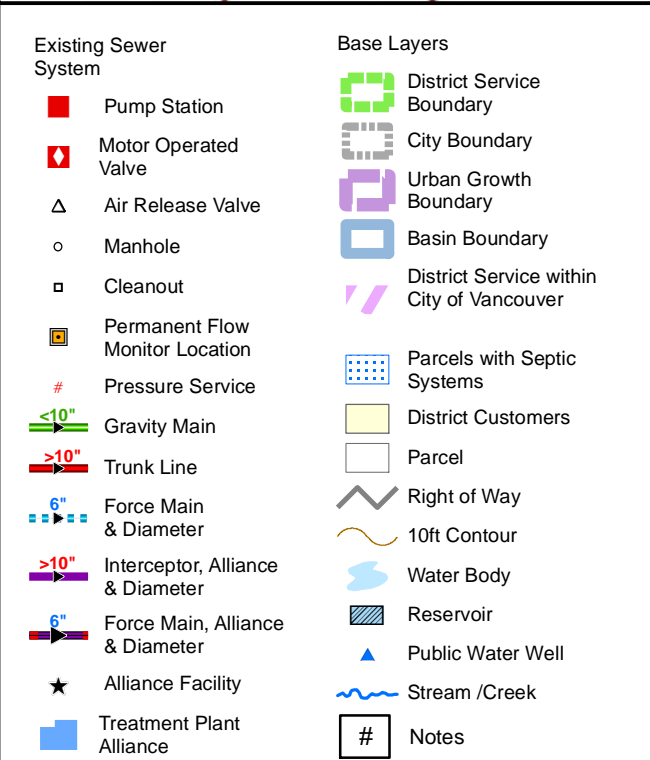 Existing Sewer
System
Pump Station
Motor Operated
Valve
Air Release Valve
Manhole
Cleanout
Permanent Flow
Monitor Location
# Pressure Service
<10" Gravity Main
>10" Trunk Line
6" Force Main
& Diameter
>10" Interceptor, Alliance
& Diameter
6" Force Main, Alliance
& Diameter
Alliance Facility
Treatment Plant
Alliance
Base Layers
District Service
Boundary
City Boundary
Urban Growth
Boundary
Basin Boundary
District Service within
City of Vancouver
Parcels with Septic
Systems
District Customers
Parcel
Right of Way
10ft Contour
Water Body
Reservoir
Public Water Well
Stream /Creek
# Notes